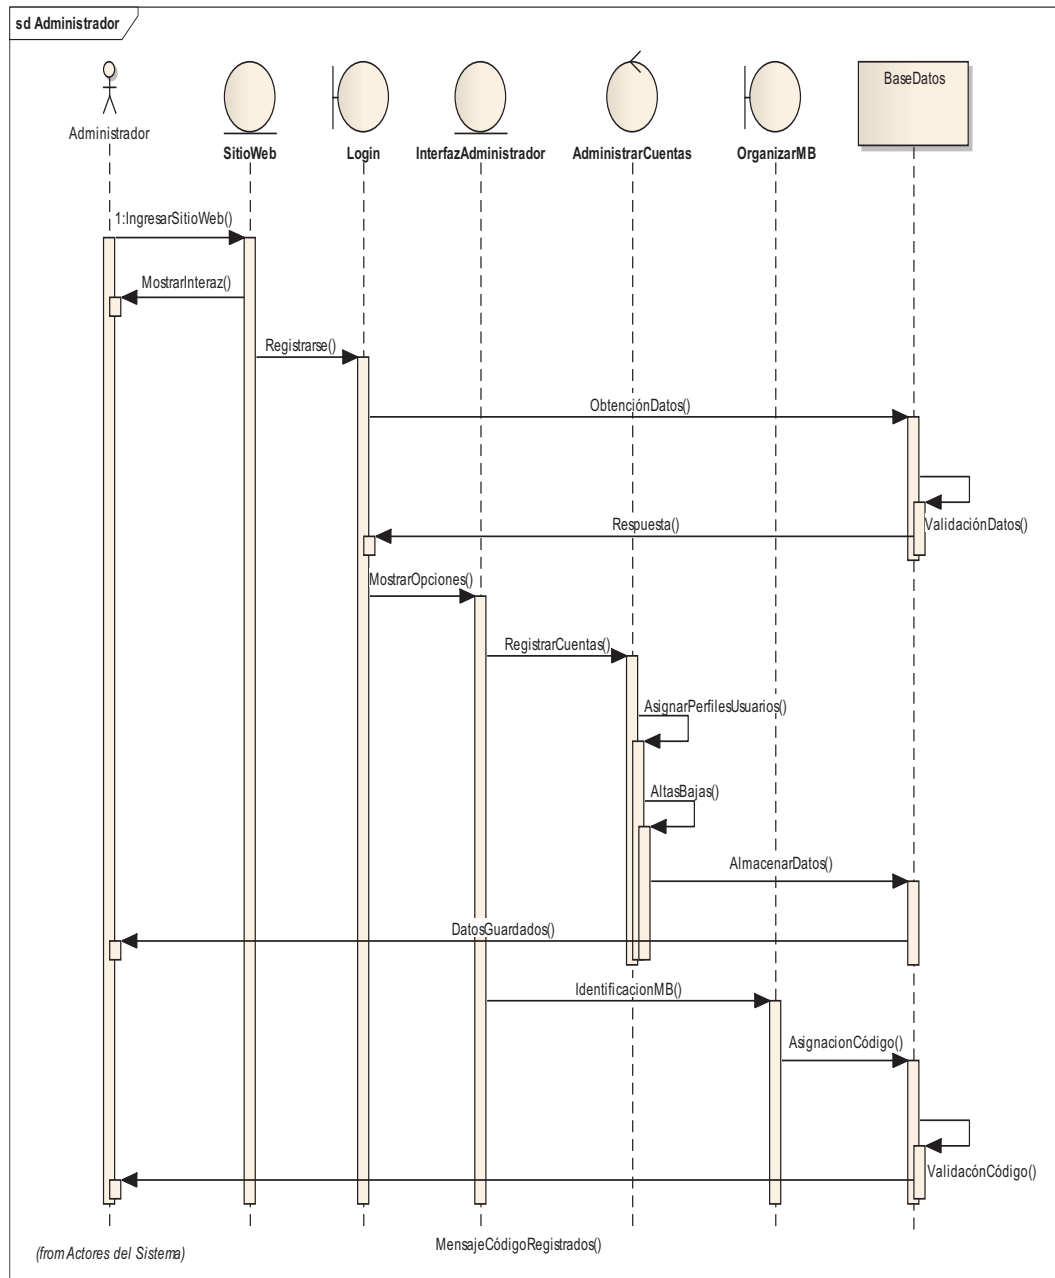 sd Administrador
BaseDatos
Administrador
SitioWeb
Login
InterfazAdministrador
AdministrarCuentas
OrganizarMB
1:IngresarSitioWeb()
MostrarInteraz()
Registrarse()
ObtenciónDatos()
ValidaciónDatos()
Respuesta()
MostrarOpciones()
RegistrarCuentas()
AsignarPerfilesUsuarios()
AltasBajas()
AlmacenarDatos()
DatosGuardados()
IdentificacionMB()
AsignacionCódigo()
ValidacónCódigo()
MensajeCódigoRegistrados()
(from Actores del Sistema)